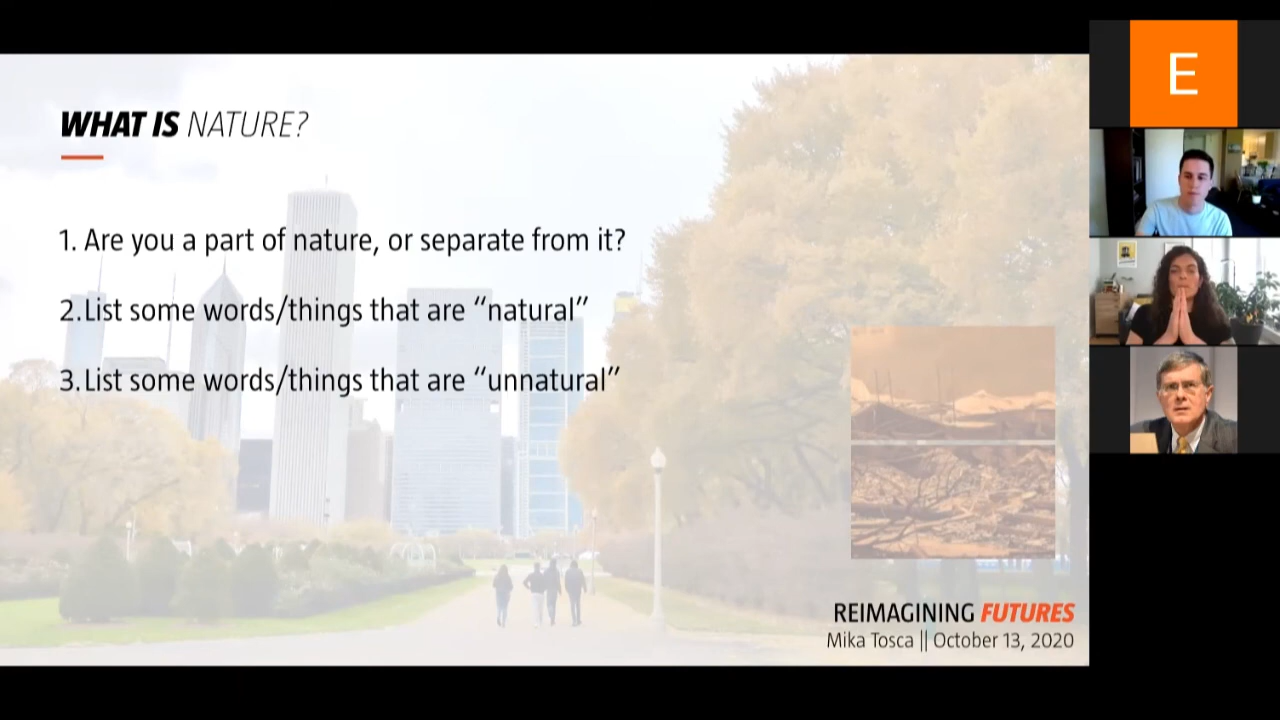 WHAT IS NATURE?
1. Are you a part of nature, or separate from it?
2. List some words/things that are “natural”
3. List some words/things that are “unnatural”
REIMAGINING FUTURES
Mika Tosca || October 13, 2020
E